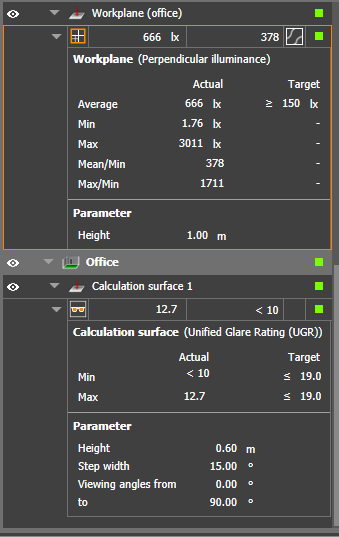 Workplane (office)
666 lx 378
Workplane (Perpendicular illuminance)
Actual Target
Average 666 lx ≥ 150 lx
Min 1.76 lx -
Max 3011 lx -
Mean/Min 378 -
Max/Min 1711 -
Parameter
Height 1.00 m
Office
Calculation surface 1
12.7 < 10
Calculation surface (Unified Glare Rating (UGR))
Actual Target
Min < 10 ≤ 19.0
Max 12.7 ≤ 19.0
Parameter
Height 0.60 m
Step width 15.00 °
Viewing angles from 0.00 °
to 90.00 °